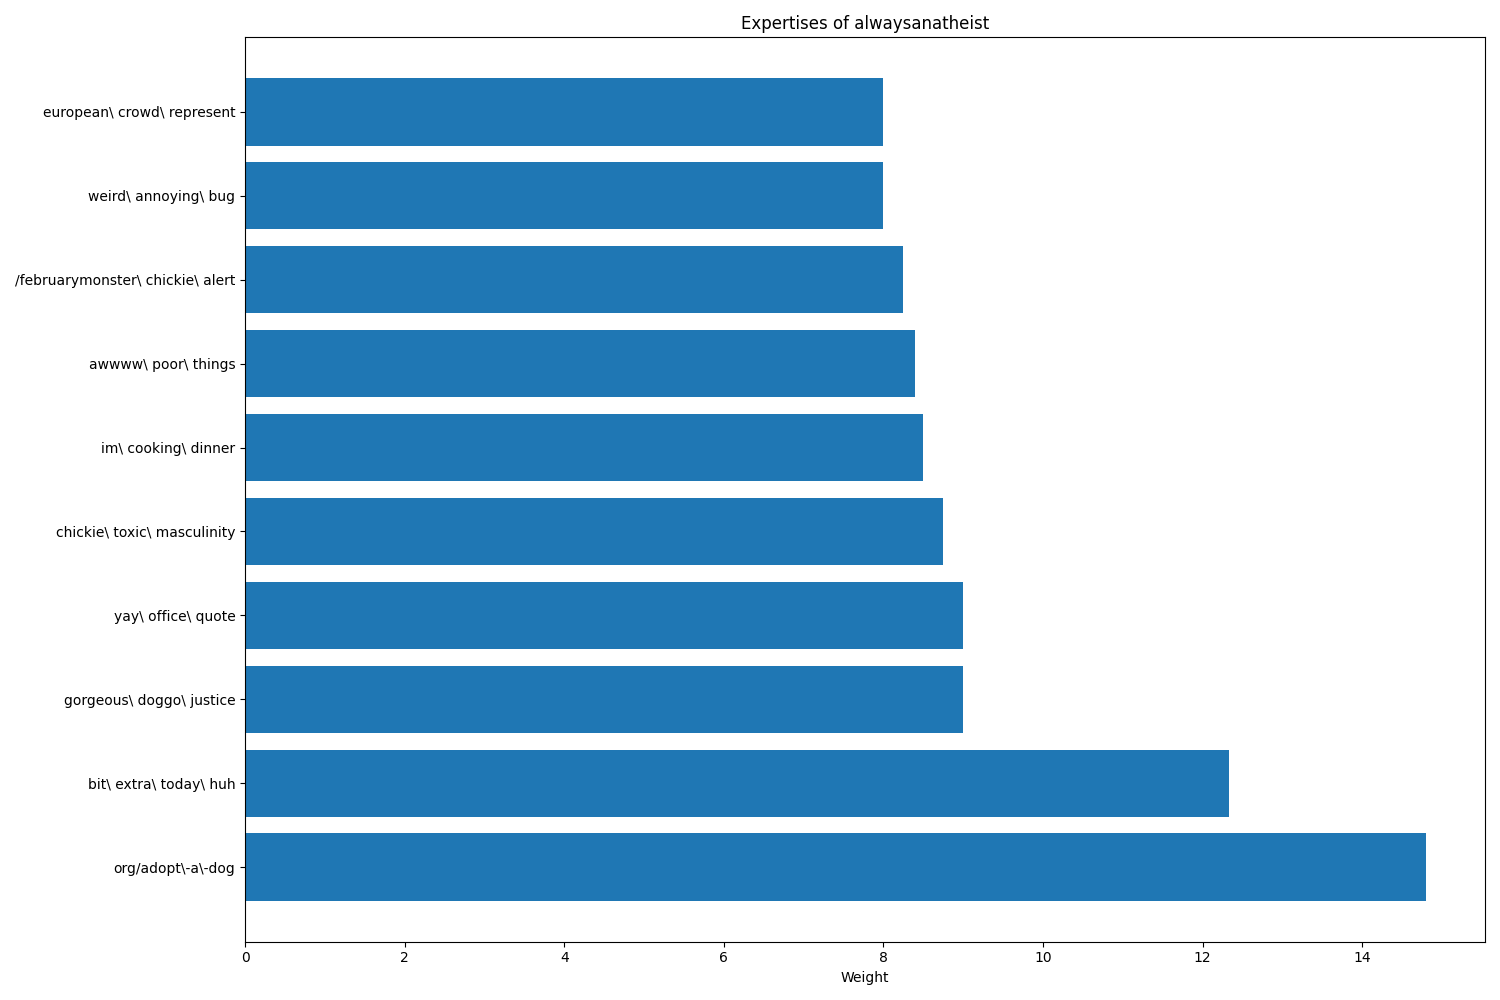 Expertises of alwaysanatheist
european\ crowd\ represent
weird\ annoying\ bug
/februarymonster\ chickie\ alert
awwww\ poor\ things
im\ cooking\ dinner
chickie\ toxic\ masculinity
yay\ office\ quote
gorgeous\ doggo\ justice
bit\ extra\ today\ huh
org/adopt\-a\-dog
0 2 4 6 8 10 12 14
Weight